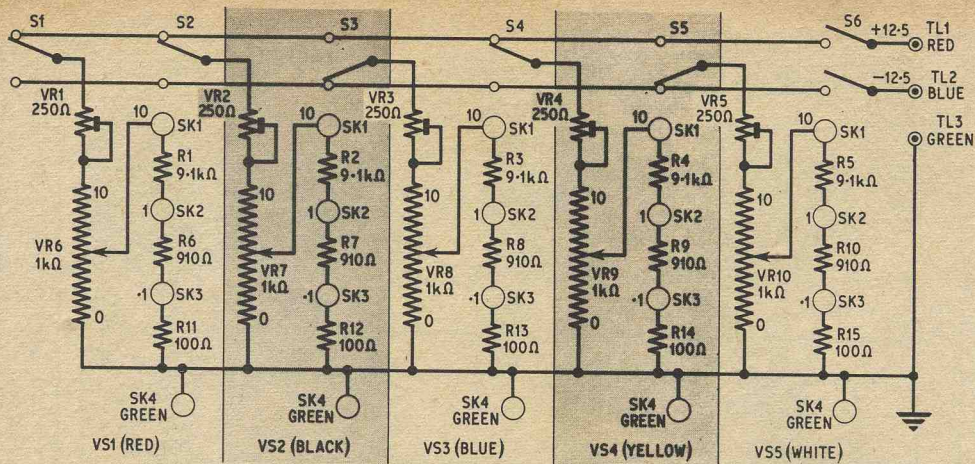 S1 S2 S3 S4 S5 S6 +12·5 TL1
RED
−12·5 TL2
BLUE
TL3
GREEN
VR1
250Ω
VR2
250Ω
VR3
250Ω
VR4
250Ω
VR5
250Ω
10 SK1
R1
9·1kΩ
10
1 SK2
VR6
1kΩ
R6
910Ω
·1 SK3
0
R11
100Ω
SK4
GREEN
VS1 (RED)
10 SK1
R2
9·1kΩ
10
1 SK2
VR7
1kΩ
R7
910Ω
·1 SK3
0
R12
100Ω
SK4
GREEN
VS2 (BLACK)
10 SK1
R3
9·1kΩ
10
1 SK2
VR8
1kΩ
R8
910Ω
·1 SK3
0
R13
100Ω
SK4
GREEN
VS3 (BLUE)
10 SK1
R4
9·1kΩ
10
1 SK2
VR9
1kΩ
R9
910Ω
·1 SK3
0
R14
100Ω
SK4
GREEN
VS4 (YELLOW)
10 SK1
R5
9·1kΩ
10
1 SK2
VR10
1kΩ
R10
910Ω
·1 SK3
0
R15
100Ω
SK4
GREEN
VS5 (WHITE)